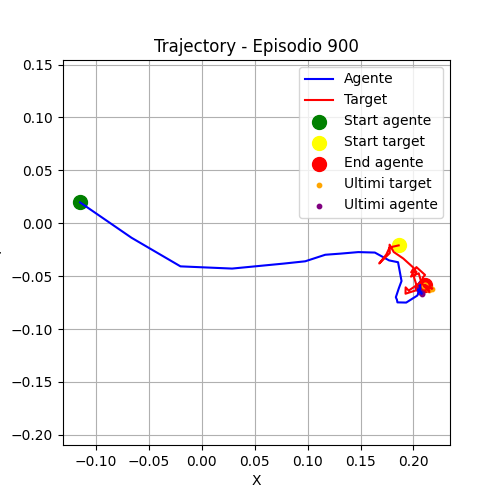 Trajectory - Episodio 900
Agente
Target
Start agente
Start target
End agente
Ultimi target
Ultimi agente
0.15
0.10
0.05
0.00
−0.05
−0.10
−0.15
−0.20
−0.10
−0.05
0.00
0.05
0.10
0.15
0.20
X